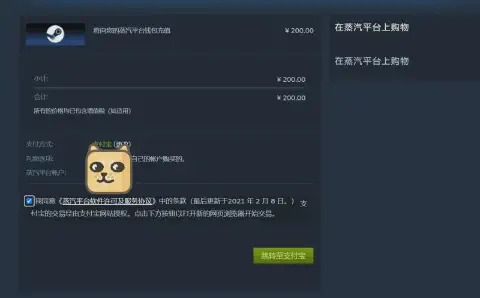 将向您的蒸汽平台钱包充值
¥ 200.00
在蒸汽平台上购物
在蒸汽平台上购物
小计:
¥ 200.00
合计:
¥ 200.00
所有的价格均已包含增值税（如适用）
支付方式:
支付宝 (更改)
礼物选项:
自己的帐户购买的。
蒸汽平台帐户:
我同意《蒸汽平台软件许可及服务协议》中的条款（最后更新于2021 年 2 月 8 日。）
支付宝的交易经由支付宝网站授权。点击下方按钮以打开新的网页浏览器开始交易。
跳转至支付宝